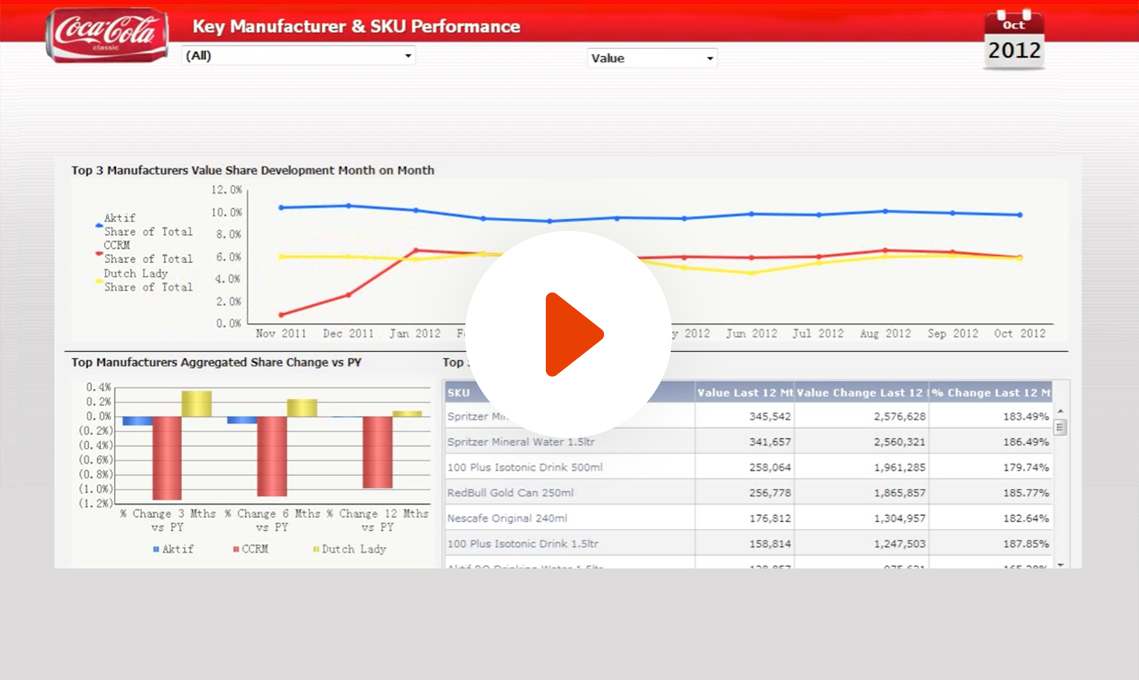 Coca-Cola
classic
Key Manufacturer & SKU Performance
Oct
2012
(All)
Value
Top 3 Manufacturers Value Share Development Month on Month
12.0%
10.0%
8.0%
6.0%
4.0%
2.0%
0.0%
Aktif
Share of Total
CCRM
Share of Total
Dutch Lady
Share of Total
Nov 2011 Dec 2011 Jan 2012 2012 Jun 2012 Jul 2012 Aug 2012 Sep 2012 Oct 2012
Top Manufacturers Aggregated Share Change vs PY
0.4%
0.2%
0.0%
(0.2%)
(0.4%)
(0.6%)
(0.8%)
(1.0%)
(1.2%)
% Change 3 Mths % Change 6 Mths % Change 12 Mths
vs PY vs PY vs PY
Aktif CCRM Dutch Lady
Top
SKU Value Last 12 Mt Value Change Last 12 % Change Last 12 M
Spritzer 345,542 2,576,628 183.49%
Spritzer Mineral Water 1.5ltr 341,657 2,560,321 186.49%
100 Plus Isotonic Drink 500ml 258,064 1,961,285 179.74%
RedBull Gold Can 250ml 256,778 1,865,857 185.77%
Nescafe Original 240ml 176,812 1,304,957 182.64%
100 Plus Isotonic Drink 1.5ltr 158,814 1,247,503 187.85%